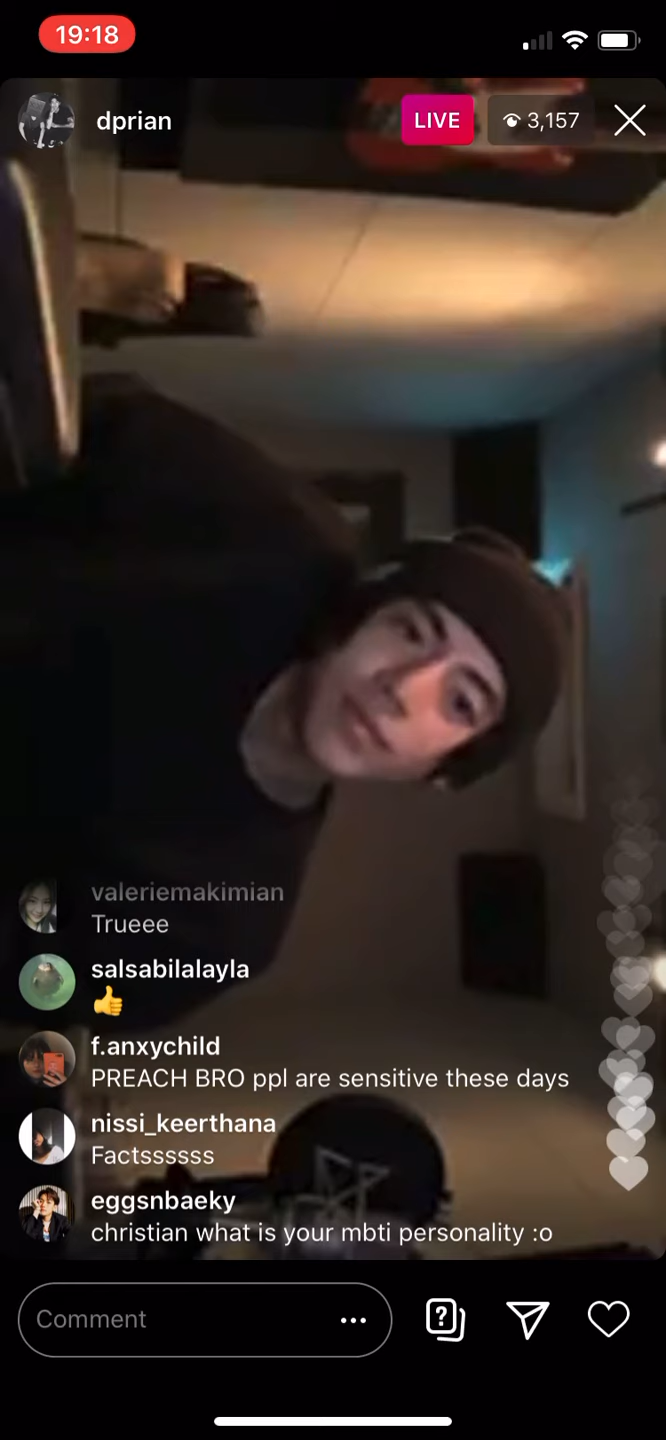 19:18
dprian
LIVE
3,157
valeriemakimian
Trueee
salsabilalayla
👍
f.anxychild
PREACH BRO ppl are sensitive these days
nissi_keerthana
Factssssss
eggsnbaeky
christian what is your mbti personality :o
Comment